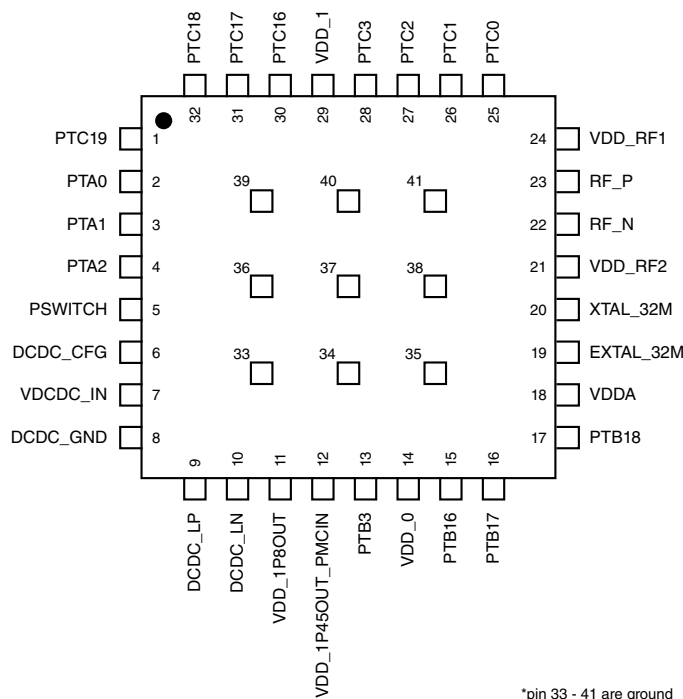 PTC18
PTC17
PTC16
VDD_1
PTC3
PTC2
PTC1
PTC0
32
31
30
29
28
27
26
25
PTC19 1
PTA0 2
PTA1 3
PTA2 4
PSWITCH 5
DCDC_CFG 6
VDCDC_IN 7
DCDC_GND 8
39
40
41
36
37
38
33
34
35
24 VDD_RF1
23 RF_P
22 RF_N
21 VDD_RF2
20 XTAL_32M
19 EXTAL_32M
18 VDDA
17 PTB18
9
10
11
12
13
14
15
16
DCDC_LP
DCDC_LN
VDD_1P8OUT
VDD_1P45OUT_PMCIN
PTB3
VDD_0
PTB16
PTB17
*pin 33 - 41 are ground